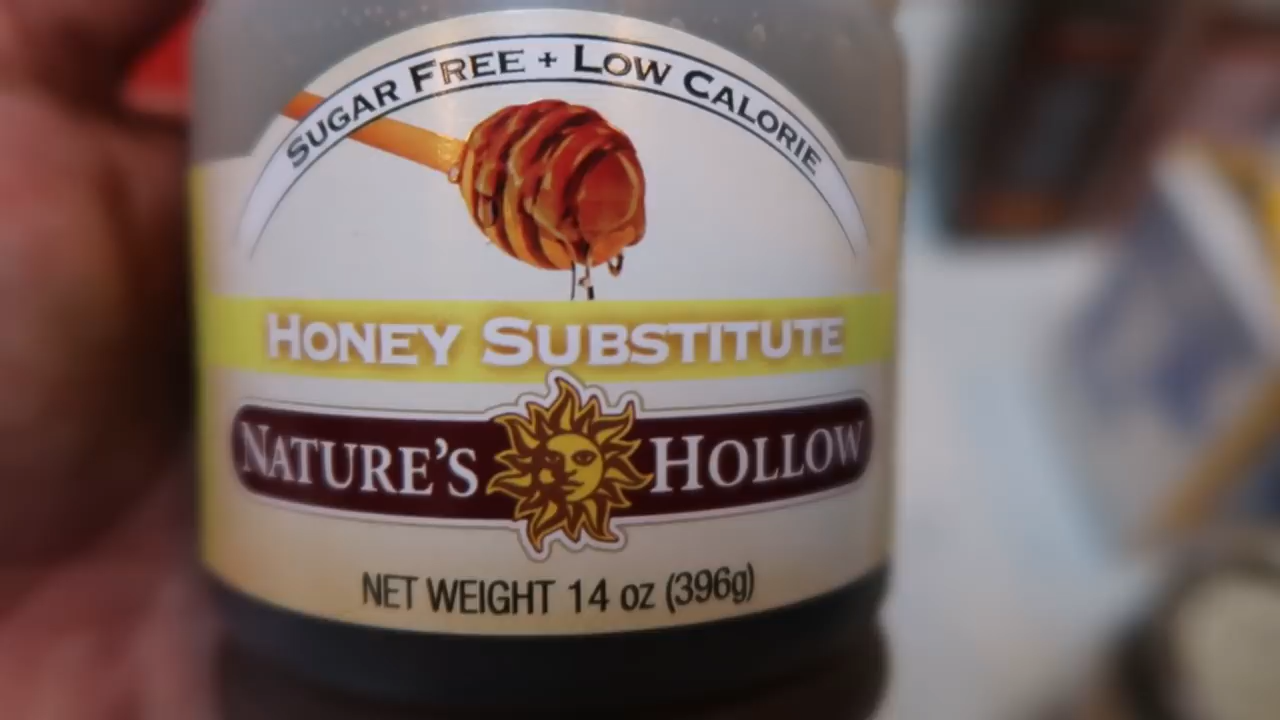 SUGAR FREE + LOW CALORIE
HONEY SUBSTITUTE
NATURE'S HOLLOW
NET WEIGHT 14 oz (396g)